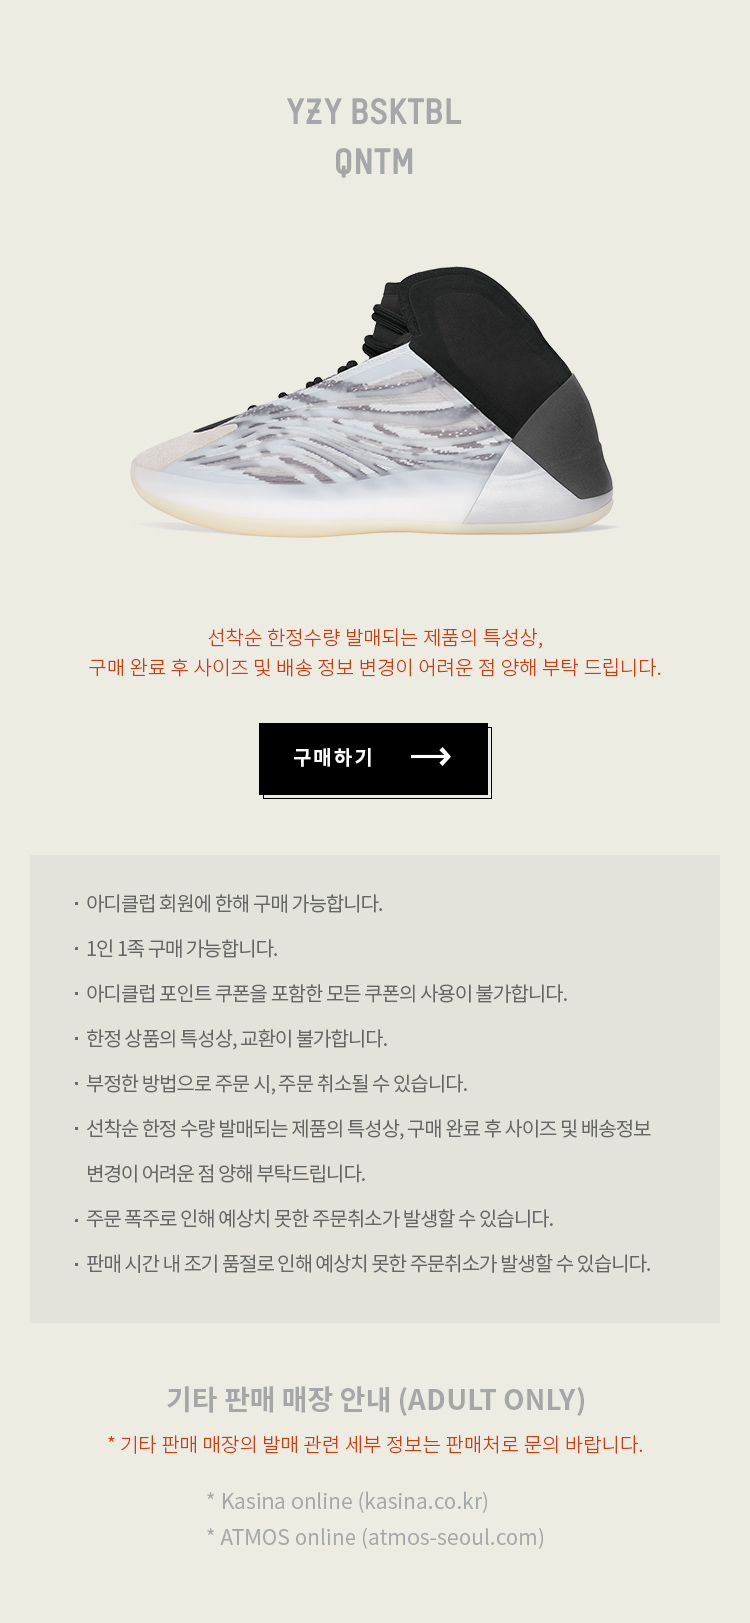 YZY BSKTBL
QNTM
선착순 한정수량 발매되는 제품의 특성상,
구매 완료 후 사이즈 및 배송 정보 변경이 어려운 점 양해 부탁 드립니다.
구매하기 →
· 아디클럽 회원에 한해 구매 가능합니다.
· 1인 1족 구매 가능합니다.
· 아디클럽 포인트 쿠폰을 포함한 모든 쿠폰의 사용이 불가합니다.
· 한정 상품의 특성상, 교환이 불가합니다.
· 부정한 방법으로 주문 시, 주문 취소될 수 있습니다.
· 선착순 한정 수량 발매되는 제품의 특성상, 구매 완료 후 사이즈 및 배송정보
변경이 어려운 점 양해 부탁드립니다.
· 주문 폭주로 인해 예상치 못한 주문취소가 발생할 수 있습니다.
· 판매 시간 내 조기 품절로 인해 예상치 못한 주문취소가 발생할 수 있습니다.
기타 판매 매장 안내 (ADULT ONLY)
* 기타 판매 매장의 발매 관련 세부 정보는 판매처로 문의 바랍니다.
* Kasina online (kasina.co.kr)
* ATMOS online (atmos-seoul.com)